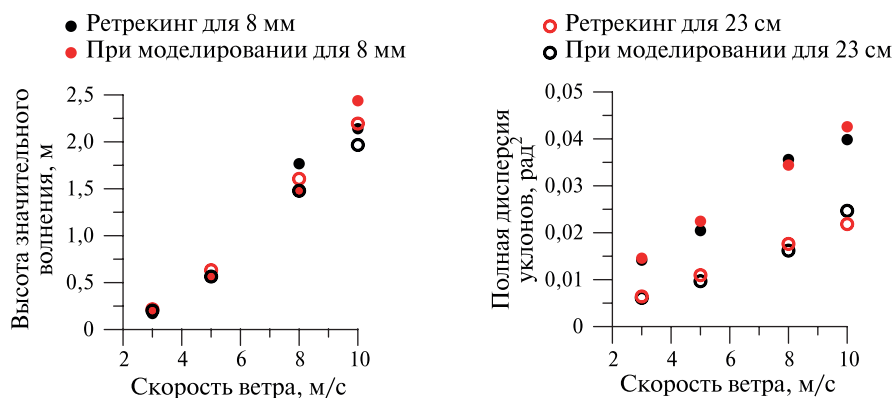 Ретрекинг для 8 мм
При моделировании для 8 мм
Ретрекинг для 23 см
При моделировании для 23 см
Высота значительного
волнения, м
2,5
2,0
1,5
1,0
0,5
0
2 4 6 8 10
Скорость ветра, м/с
Полная дисперсия
уклонов, рад²
0,05
0,04
0,03
0,02
0,01
0
2 4 6 8 10
Скорость ветра, м/с